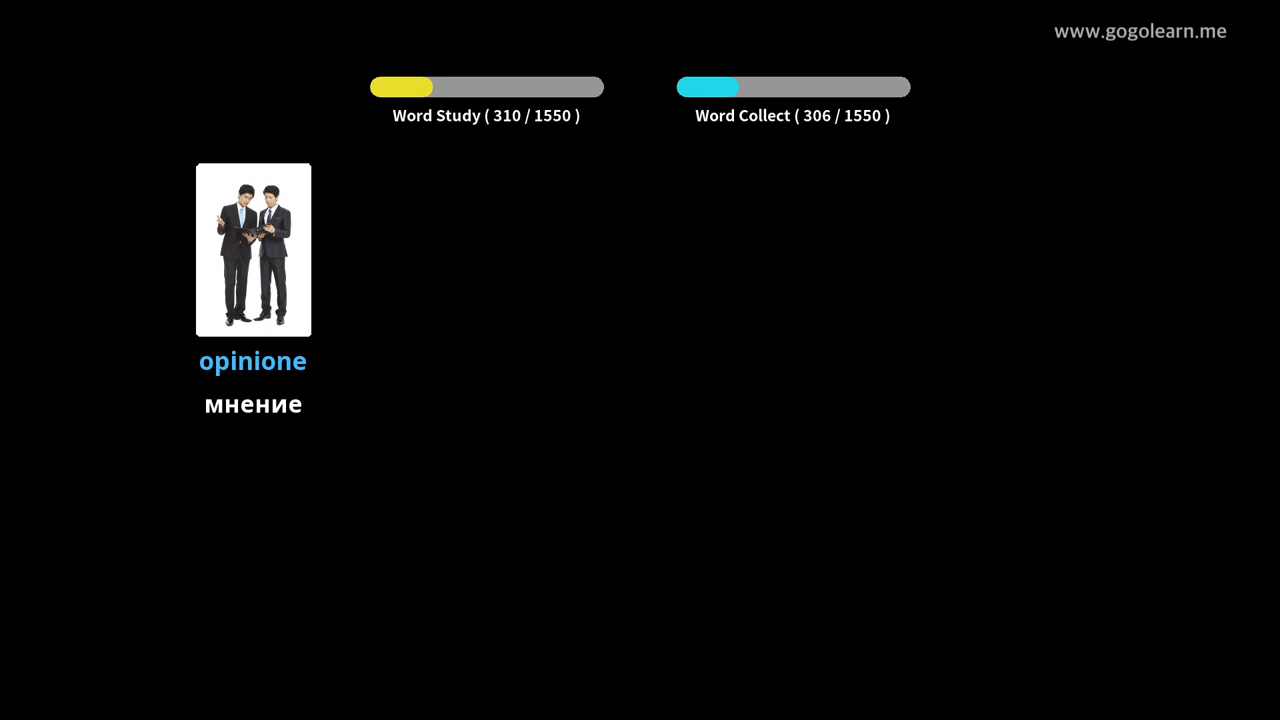 www.gogolearn.me
Word Study ( 310 / 1550 )
Word Collect ( 306 / 1550 )
opinione
мнение